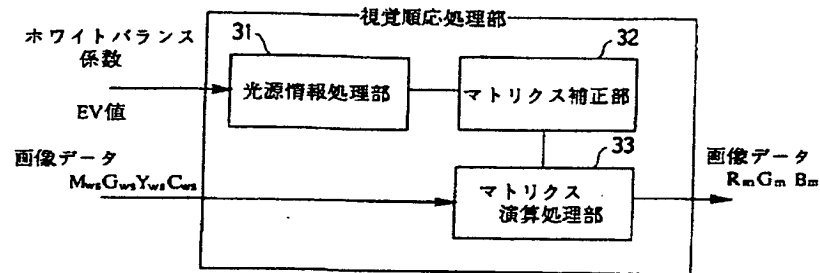 視覚順応処理部
ホワイトバランス
係数
EV値
31
光源情報処理部
32
マトリクス補正部
画像データ
MwsGwsYwsCws
33
マトリクス
演算処理部
画像データ
RmGm Bm